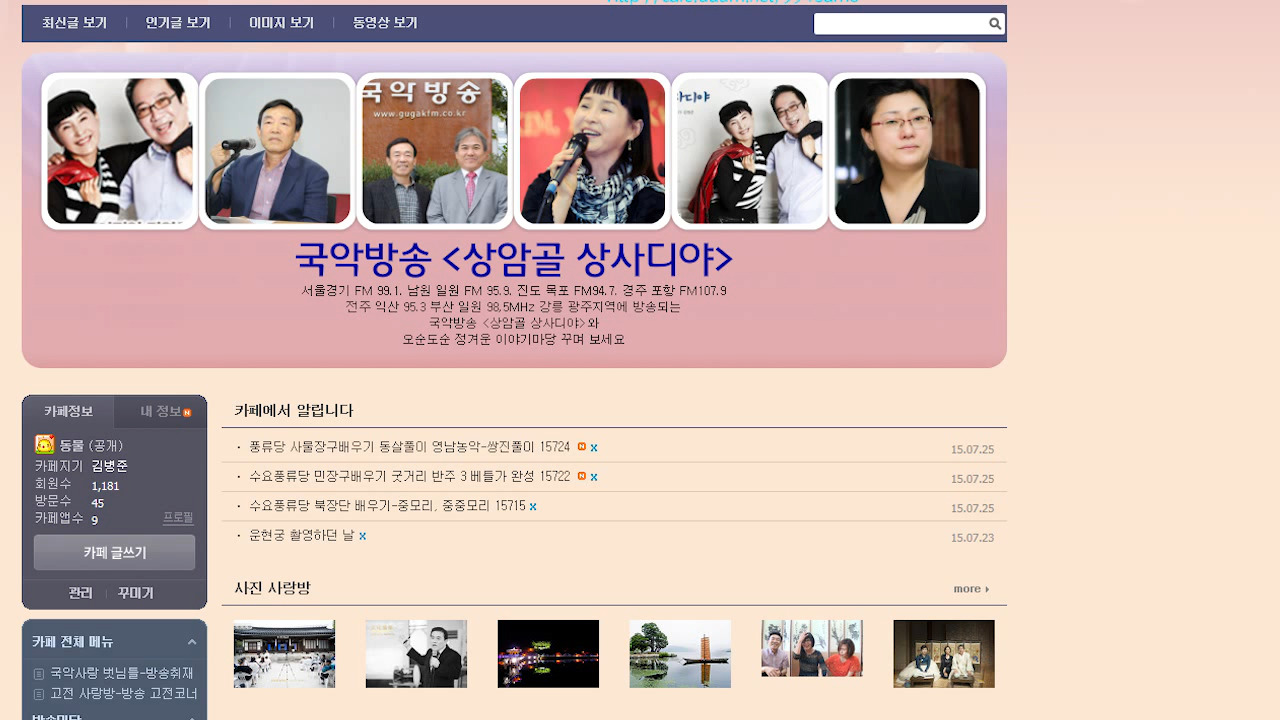 최신글 보기 인기글 보기 이미지 보기 동영상 보기
국악방송
www.gugakfm.co.kr
국악방송 <상암골 상사디야>
서울경기 FM 99.1, 남원 일원 FM 95.9, 진도 목포 FM94.7, 경주 포항 FM107.9
전주 익산 95.3 부산 일원 98,5MHz 강릉 광주지역에 방송되는
국악방송 <상암골 상사디야>와
오순도순 정겨운 이야기마당 꾸며 보세요
카페정보 내 정보 N
동물 (공개)
카페지기 김병준
회원수 1,181
방문수 45
카페앱수 9 프로필
카페 글쓰기
관리 꾸미기
카페 전체 메뉴
국악사랑 벗님들-방송취재
고전 사랑방-방송 고전코너
방송마당
카페에서 알립니다
· 풍류당 사물장구배우기 동살풀이 영남농악-쌍진풀이 15724 N x 15.07.25
· 수요풍류당 민장구배우기 굿거리 반주 3 베틀가 완성 15722 N x 15.07.25
· 수요풍류당 북장단 배우기-중모리, 중중모리 15715 x 15.07.25
· 운현궁 촬영하던 날 x 15.07.23
사진 사랑방 more